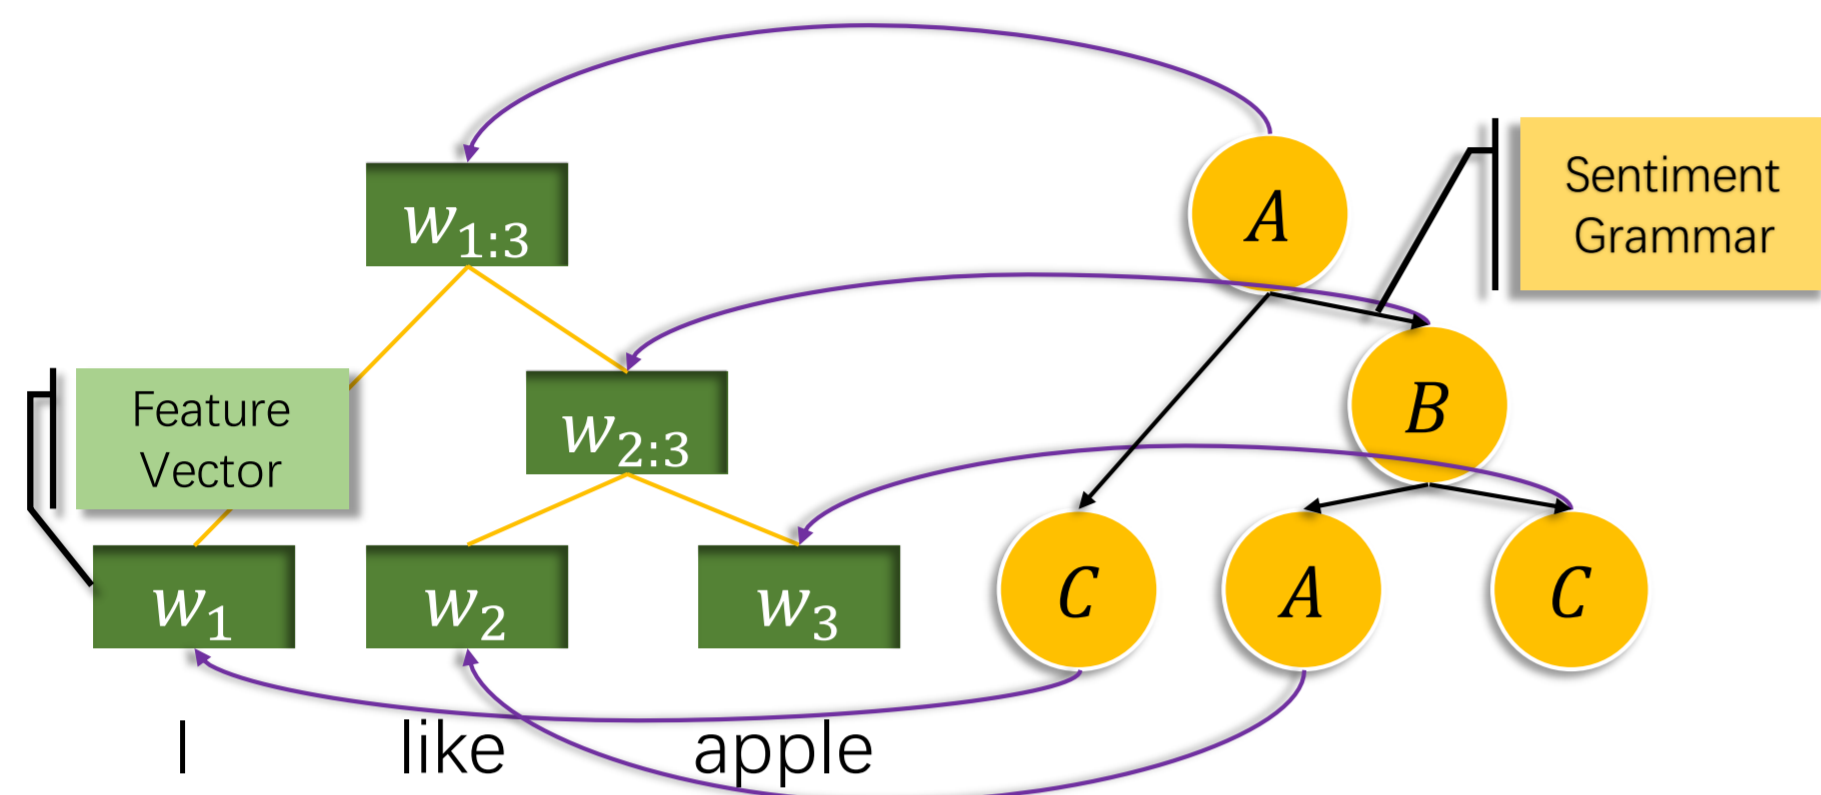 w1:3
A
Sentiment
Grammar
Feature
Vector
w2:3
B
w1
w2
w3
C
A
C
I
like
apple